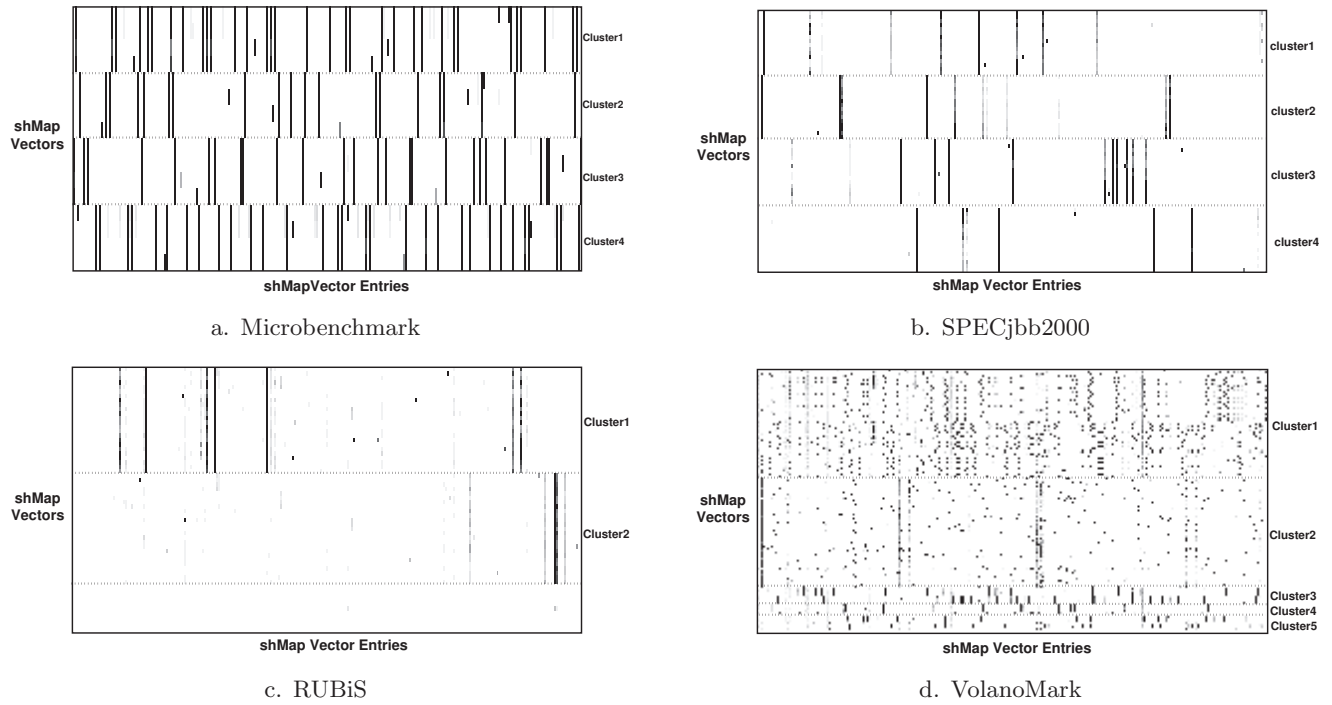 Cluster1
Cluster2
Cluster3
Cluster4
shMap
Vectors
shMapVector Entries
a. Microbenchmark
cluster1
cluster2
cluster3
cluster4
shMap
Vectors
shMap Vector Entries
b. SPECjbb2000
Cluster1
Cluster2
shMap
Vectors
shMap Vector Entries
c. RUBiS
Cluster1
Cluster2
Cluster3
Cluster4
Cluster5
shMap
Vectors
shMap Vector Entries
d. VolanoMark